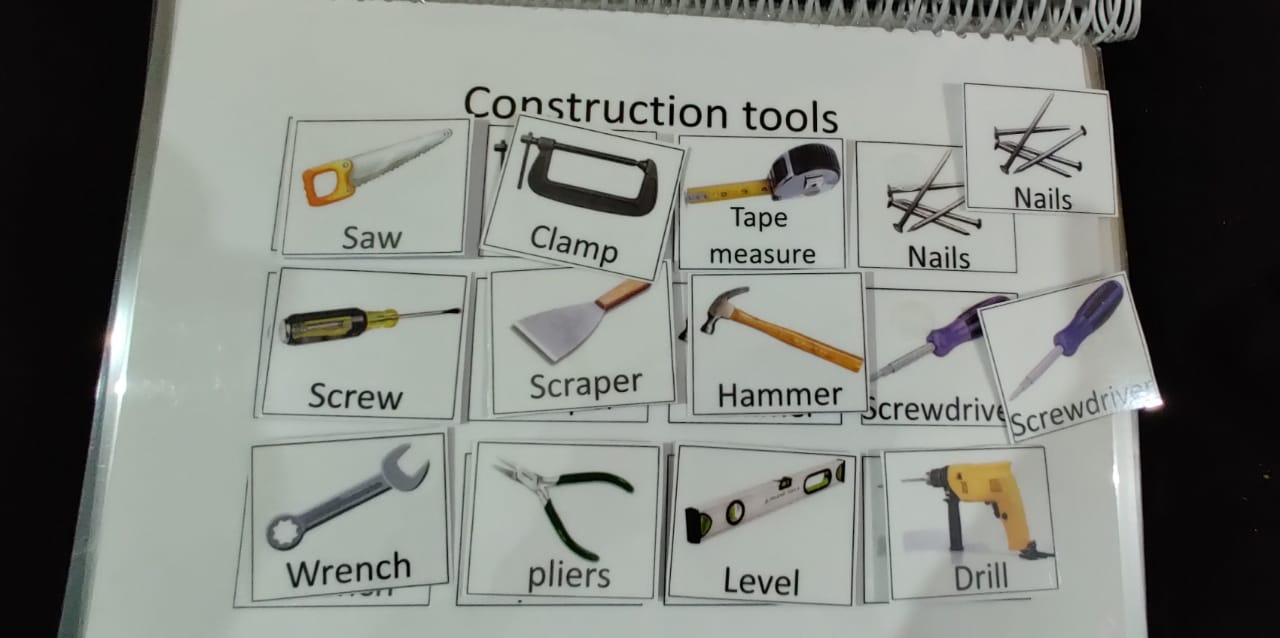 Construction tools
Nails
Saw
Clamp
Tape
measure
Nails
Screw
Scraper
Hammer
Screwdrive
Screwdriver
Wrench
pliers
Level
Drill